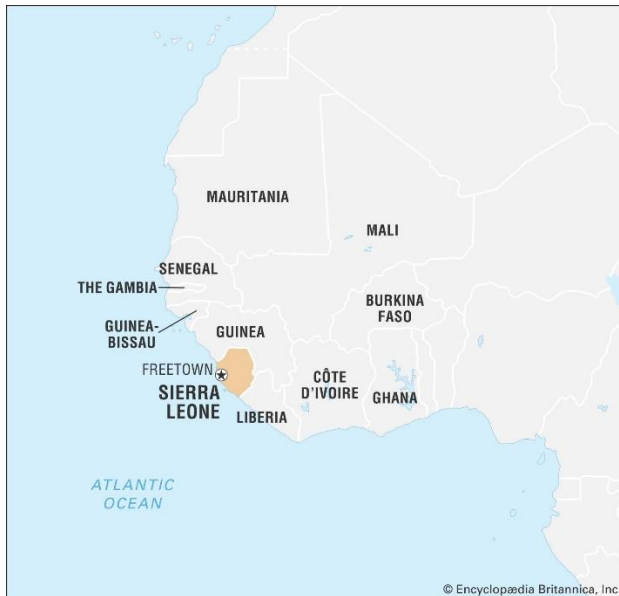 MAURITANIA
MALI
SENEGAL
THE GAMBIA
BURKINA
FASO
GUINEA-
BISSAU
GUINEA
FREETOWN
SIERRA
LEONE
CÔTE
D'IVOIRE
GHANA
LIBERIA
ATLANTIC
OCEAN
© Encyclopædia Britannica, Inc